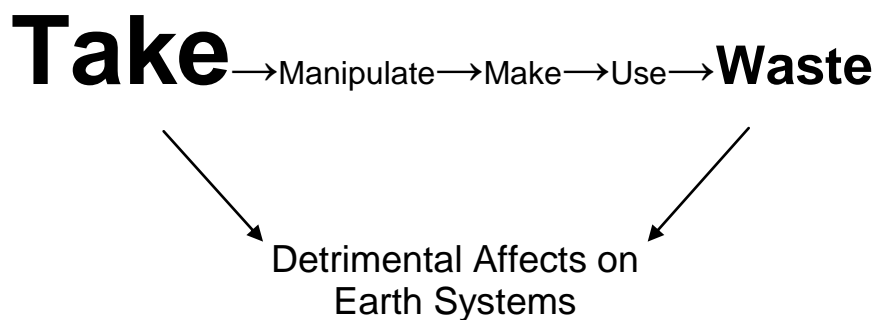 Take→Manipulate→Make→Use→Waste
Detrimental Affects on
Earth Systems